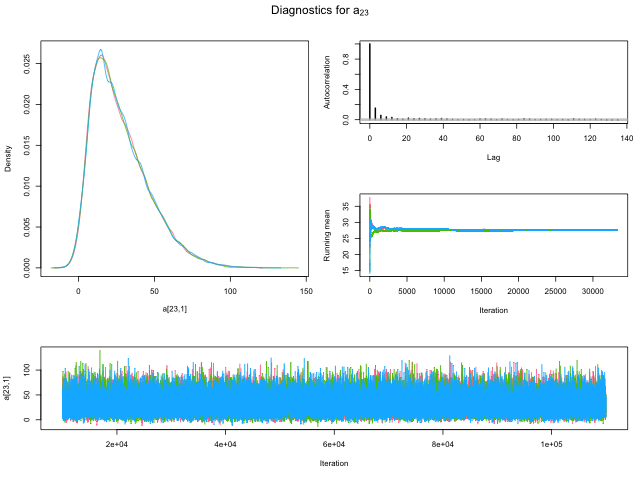 Diagnostics for a23
Density
0.000 0.005 0.010 0.015 0.020 0.025
0 50 100 150
a[23,1]
Autocorrelation
0.0 0.4 0.8
0 20 40 60 80 100 120 140
Lag
Running mean
15 20 25 30 35
0 5000 10000 15000 20000 25000 30000
Iteration
a[23,1]
0 50 100
2e+04 4e+04 6e+04 8e+04 1e+05
Iteration